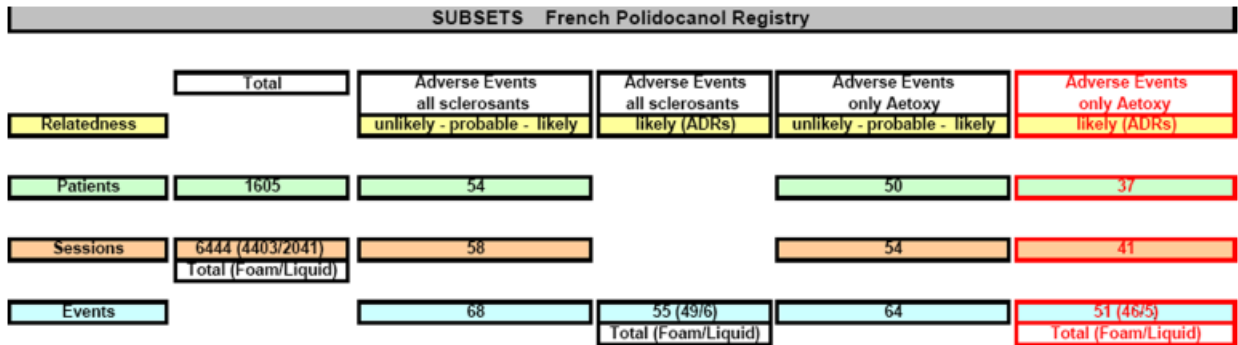 SUBSETS French Polidocanol Registry
Total Adverse Events Adverse Events Adverse Events Adverse Events
all sclerosants all sclerosants only Aetoxy only Aetoxy
Relatedness unlikely - probable - likely likely (ADRs) unlikely - probable - likely likely (ADRs)
Patients 1605 54 50 37
Sessions 6444 (4403/2041) 58 54 41
Total (Foam/Liquid)
Events 68 55 (49/6) 64 51 (46/5)
Total (Foam/Liquid) Total (Foam/Liquid)